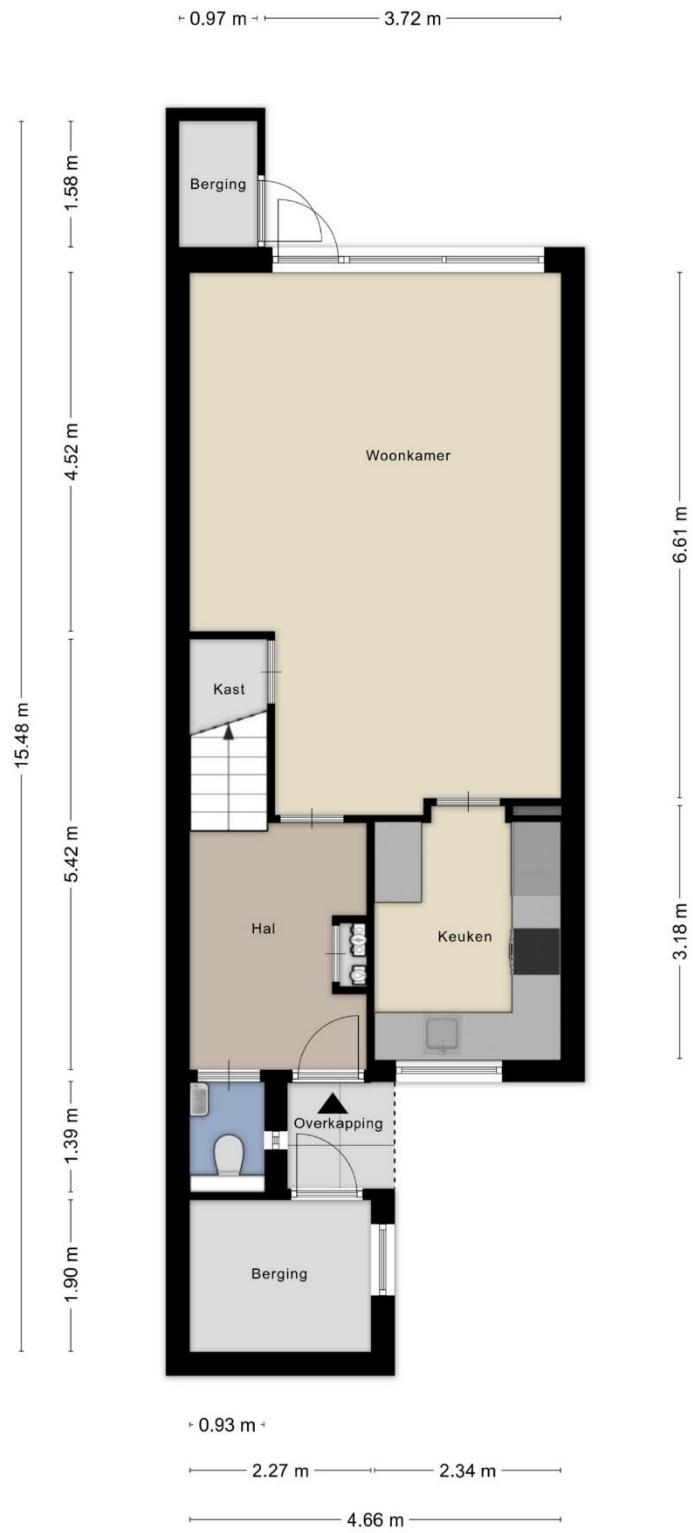 0.97 m
3.72 m
1.58 m
Berging
4.52 m
Woonkamer
6.61 m
Kast
15.48 m
5.42 m
Hal
Keuken
3.18 m
Overkapping
1.39 m
Berging
1.90 m
0.93 m
2.27 m
2.34 m
4.66 m